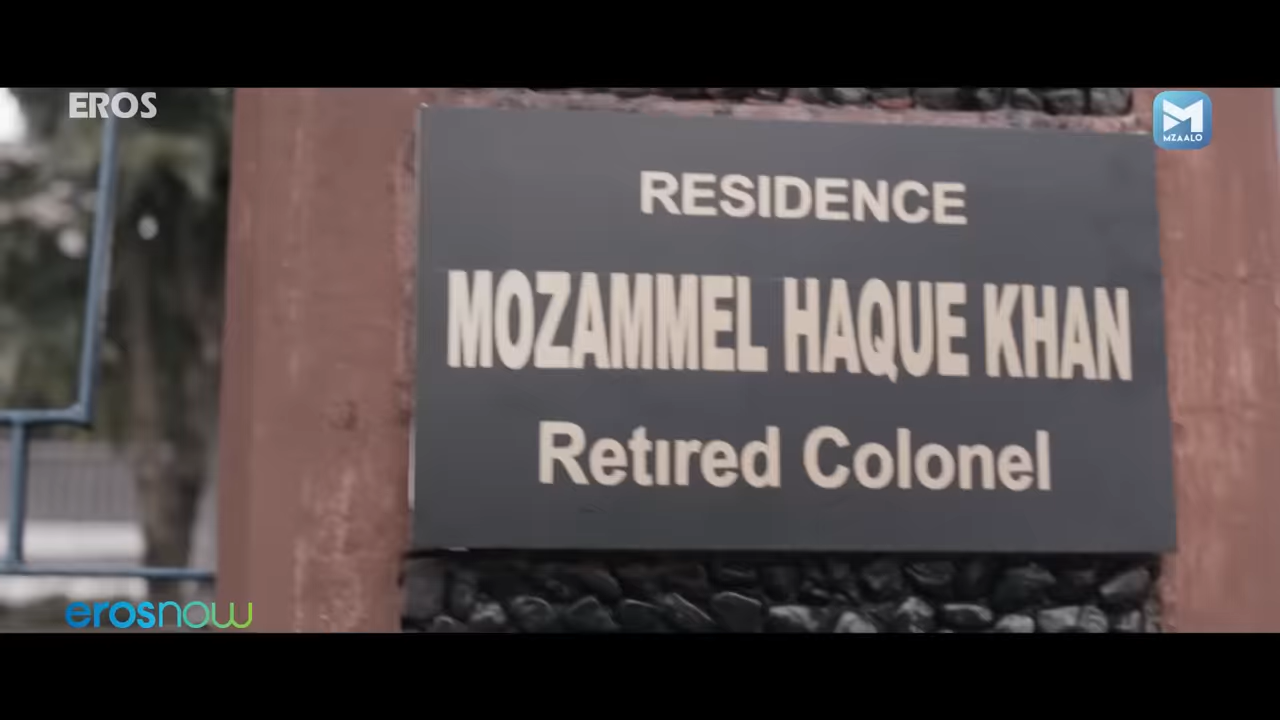 EROS
MZAALO
RESIDENCE
MOZAMMEL HAQUE KHAN
Retired Colonel
erosnow